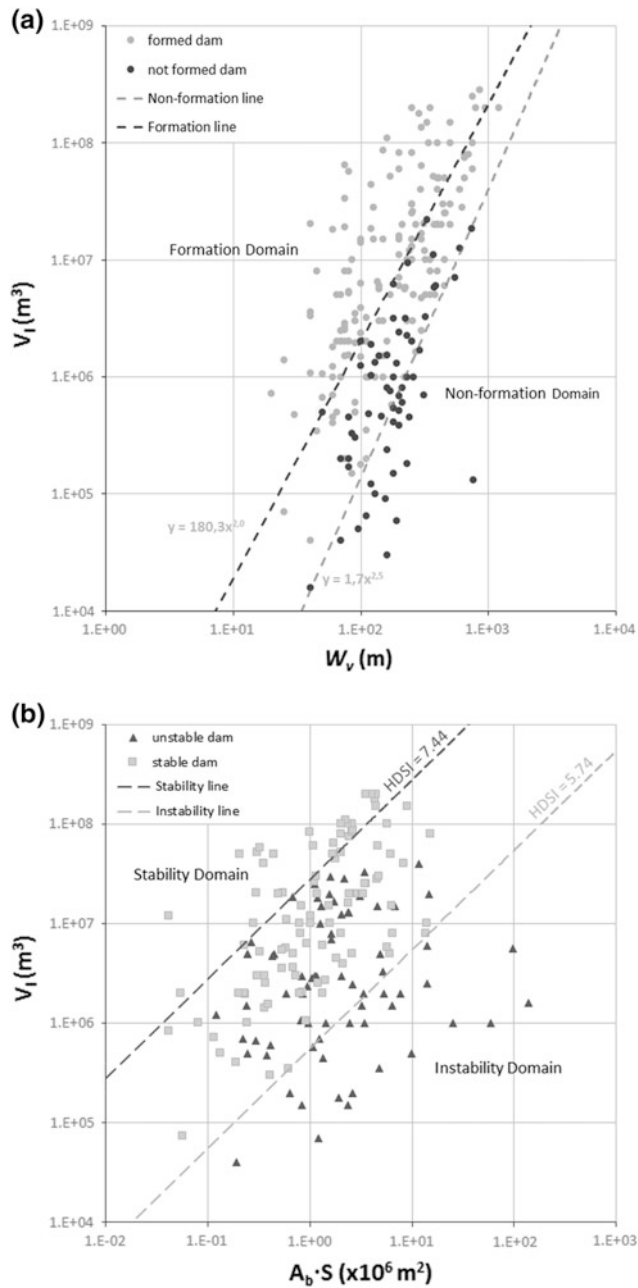 (a)
1.E+09
formed dam
not formed dam
Non-formation line
Formation line
1.E+08
Formation Domain
1.E+07
V_l (m³)
1.E+06
Non-formation Domain
1.E+05
y = 180,3x^2,0
y = 1,7x^2,5
1.E+04
1.E+00 1.E+01 1.E+02 1.E+03 1.E+04
W_v (m)
(b)
1.E+09
unstable dam
stable dam
Stability line
Instability line
HDSI = 7.44
HDSI = 5.74
1.E+08
Stability Domain
1.E+07
V_l (m³)
1.E+06
Instability Domain
1.E+05
1.E+04
1.E-02 1.E-01 1.E+00 1.E+01 1.E+02 1.E+03
A_b·S (x10⁶ m²)